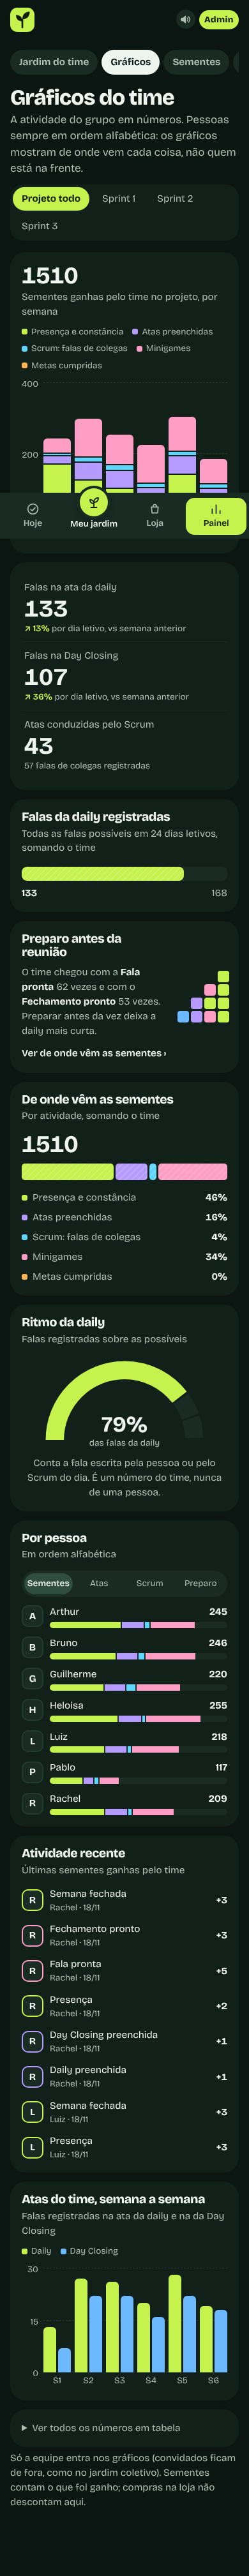 Admin
Jardim do time
Gráficos
Sementes
Gráficos do time
A atividade do grupo em números. Pessoas
sempre em ordem alfabética: os gráficos
mostram de onde vem cada coisa, não quem
está na frente.
Projeto todo
Sprint 1
Sprint 2
Sprint 3
1510
Sementes ganhas pelo time no projeto, por
semana
Presença e constância
Atas preenchidas
Scrum: falas de colegas
Minigames
Metas cumpridas
400
200
Hoje
Meu jardim
Loja
Painel
Falas na ata da daily
133
↗ 13% por dia letivo, vs semana anterior
Falas na Day Closing
107
↗ 36% por dia letivo, vs semana anterior
Atas conduzidas pelo Scrum
43
57 falas de colegas registradas
Falas da daily registradas
Todas as falas possíveis em 24 dias letivos,
somando o time
133
168
Preparo antes da
reunião
O time chegou com a Fala
pronta 62 vezes e com o
Fechamento pronto 53 vezes.
Preparar antes da vez deixa a
daily mais curta.
Ver de onde vêm as sementes ›
De onde vêm as sementes
Por atividade, somando o time
1510
Presença e constância 46%
Atas preenchidas 16%
Scrum: falas de colegas 4%
Minigames 34%
Metas cumpridas 0%
Ritmo da daily
Falas registradas sobre as possíveis
79%
das falas da daily
Conta a fala escrita pela pessoa ou pelo
Scrum do dia. É um número do time, nunca
de uma pessoa.
Por pessoa
Em ordem alfabética
Sementes
Atas
Scrum
Preparo
A Arthur 245
B Bruno 246
G Guilherme 220
H Heloisa 255
L Luiz 218
P Pablo 117
R Rachel 209
Atividade recente
Últimas sementes ganhas pelo time
R Semana fechada +3
Rachel · 18/11
R Fechamento pronto +3
Rachel · 18/11
R Fala pronta +5
Rachel · 18/11
R Presença +2
Rachel · 18/11
R Day Closing preenchida +1
Rachel · 18/11
R Daily preenchida +1
Rachel · 18/11
L Semana fechada +3
Luiz · 18/11
L Presença +3
Luiz · 18/11
Atas do time, semana a semana
Falas registradas na ata da daily e na da Day
Closing
Daily
Day Closing
30
15
0
S1
S2
S3
S4
S5
S6
Ver todos os números em tabela
Só a equipe entra nos gráficos (convidados ficam
de fora, como no jardim coletivo). Sementes
contam o que foi ganho; compras na loja não
descontam aqui.